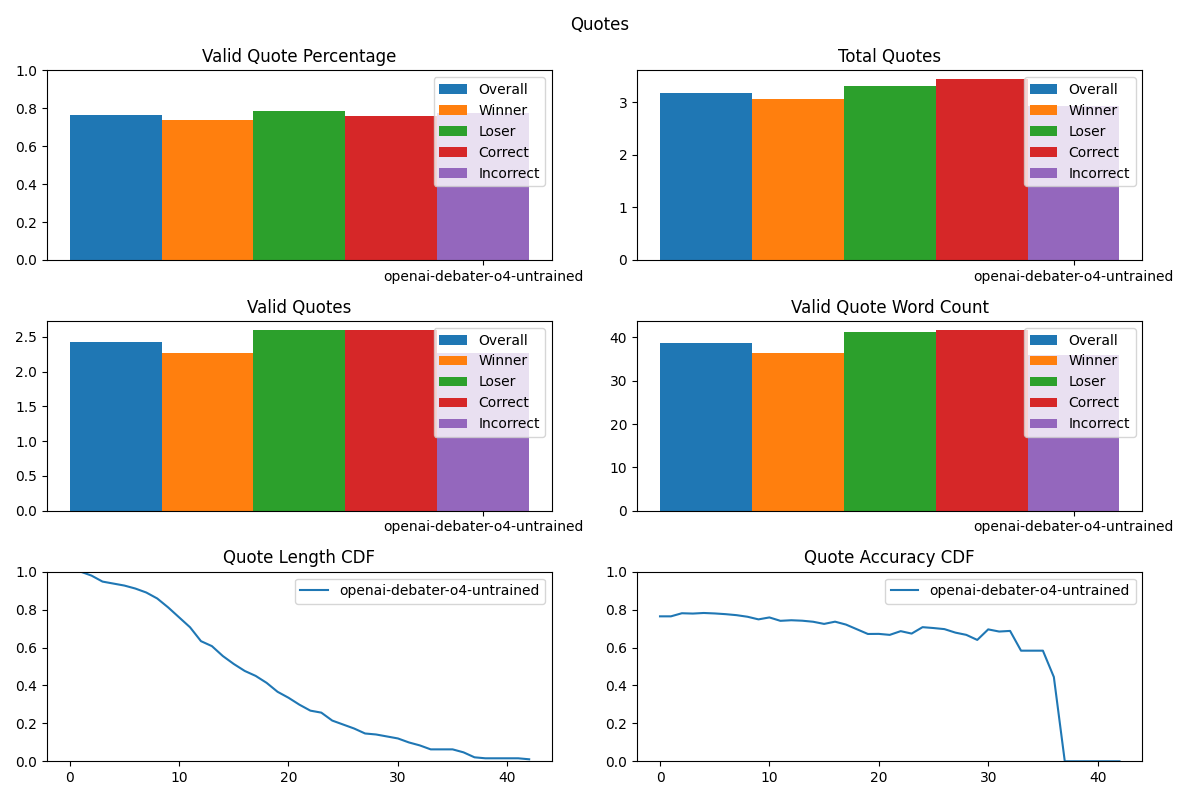 Quotes
Valid Quote Percentage
1.0
0.8
0.6
0.4
0.2
0.0
Overall
Winner
Loser
Correct
Incorrect
openai-debater-o4-untrained
Total Quotes
3
2
1
0
Overall
Winner
Loser
Correct
Incorrect
openai-debater-o4-untrained
Valid Quotes
2.5
2.0
1.5
1.0
0.5
0.0
Overall
Winner
Loser
Correct
Incorrect
openai-debater-o4-untrained
Valid Quote Word Count
40
30
20
10
0
Overall
Winner
Loser
Correct
Incorrect
openai-debater-o4-untrained
Quote Length CDF
1.0
0.8
0.6
0.4
0.2
0.0
openai-debater-o4-untrained
0 10 20 30 40
Quote Accuracy CDF
1.0
0.8
0.6
0.4
0.2
0.0
openai-debater-o4-untrained
0 10 20 30 40